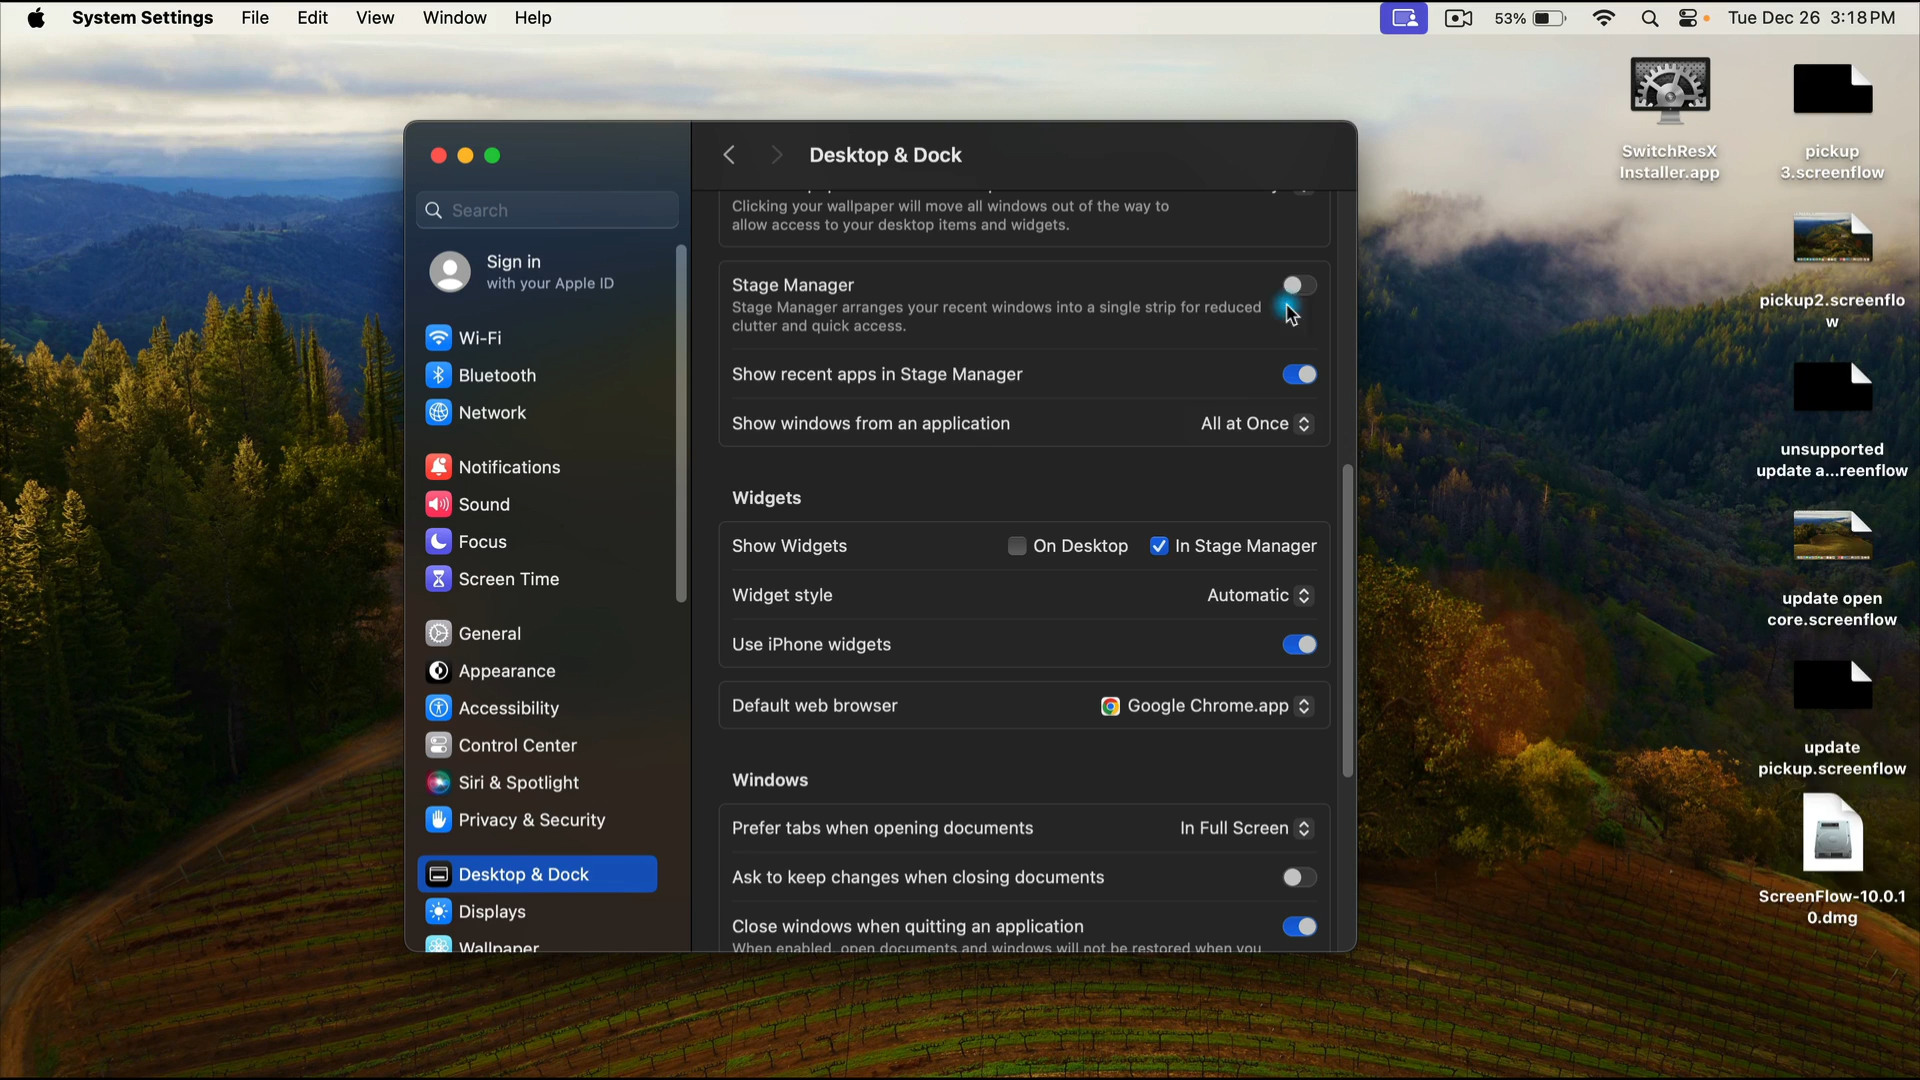 System Settings File Edit View Window Help 53% Tue Dec 26 3:18 PM
SwitchResX
Installer.app
pickup
3.screenflow
pickup2.screenflo
w
unsupported
update a...reenflow
update open
core.screenflow
update
pickup.screenflow
ScreenFlow-10.0.1
0.dmg
Search
Sign in
with your Apple ID
Wi-Fi
Bluetooth
Network
Notifications
Sound
Focus
Screen Time
General
Appearance
Accessibility
Control Center
Siri & Spotlight
Privacy & Security
Desktop & Dock
Displays
Wallpaper
Desktop & Dock
Clicking your wallpaper will move all windows out of the way to
allow access to your desktop items and widgets.
Stage Manager
Stage Manager arranges your recent windows into a single strip for reduced
clutter and quick access.
Show recent apps in Stage Manager
Show windows from an application All at Once
Widgets
Show Widgets On Desktop In Stage Manager
Widget style Automatic
Use iPhone widgets
Default web browser Google Chrome.app
Windows
Prefer tabs when opening documents In Full Screen
Ask to keep changes when closing documents
Close windows when quitting an application
When enabled, open documents and windows will not be restored when you